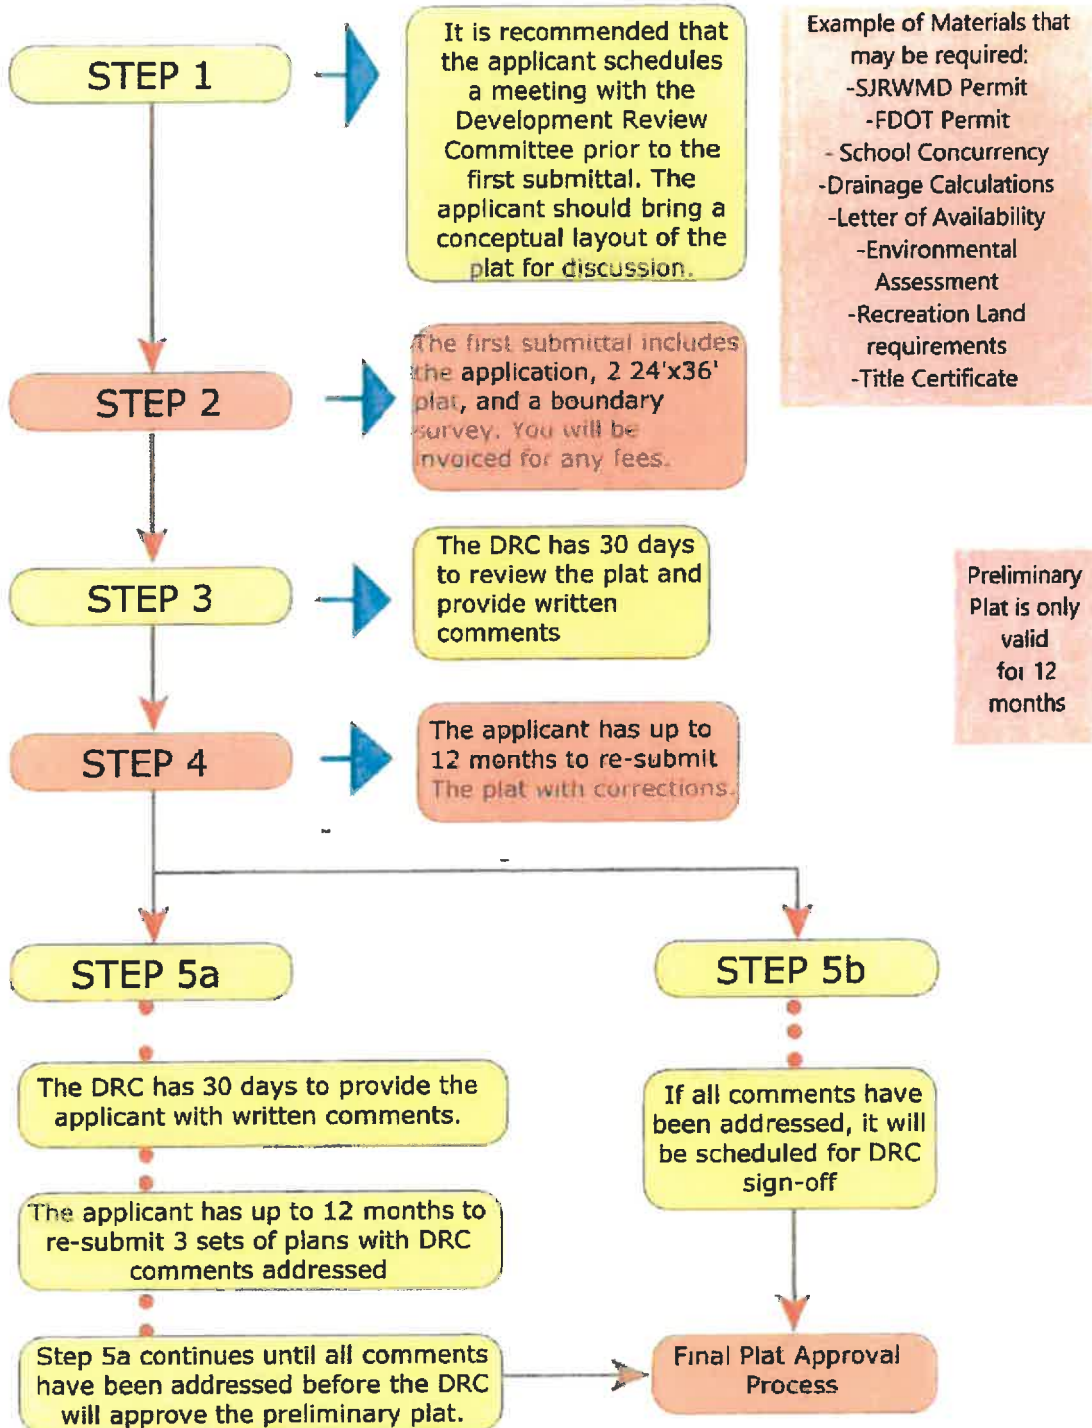 STEP 1
It is recommended that
the applicant schedules
a meeting with the
Development Review
Committee prior to the
first submittal. The
applicant should bring a
conceptual layout of the
plat for discussion.
Example of Materials that
may be required:
-SJRWMD Permit
-FDOT Permit
- School Concurrency
-Drainage Calculations
-Letter of Availability
-Environmental
Assessment
-Recreation Land
requirements
-Title Certificate
STEP 2
The first submittal includes
the application, 2 24'x36'
plat, and a boundary
survey. You will be
invoiced for any fees.
STEP 3
The DRC has 30 days
to review the plat and
provide written
comments
Preliminary
Plat is only
valid
for 12
months
STEP 4
The applicant has up to
12 months to re-submit
The plat with corrections.
STEP 5a
The DRC has 30 days to provide the
applicant with written comments.
The applicant has up to 12 months to
re-submit 3 sets of plans with DRC
comments addressed
Step 5a continues until all comments
have been addressed before the DRC
will approve the preliminary plat.
STEP 5b
If all comments have
been addressed, it will
be scheduled for DRC
sign-off
Final Plat Approval
Process